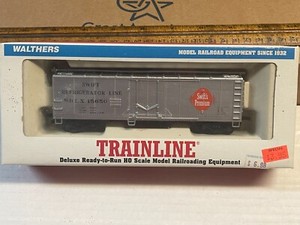 WALTHERS
MODEL RAILROAD EQUIPMENT SINCE 1932
SWIFT
REFRIGERATOR LINE
Swift's
Premium
TRAINLINE
Deluxe Ready-to-Run HO Scale Model Railroading Equipment